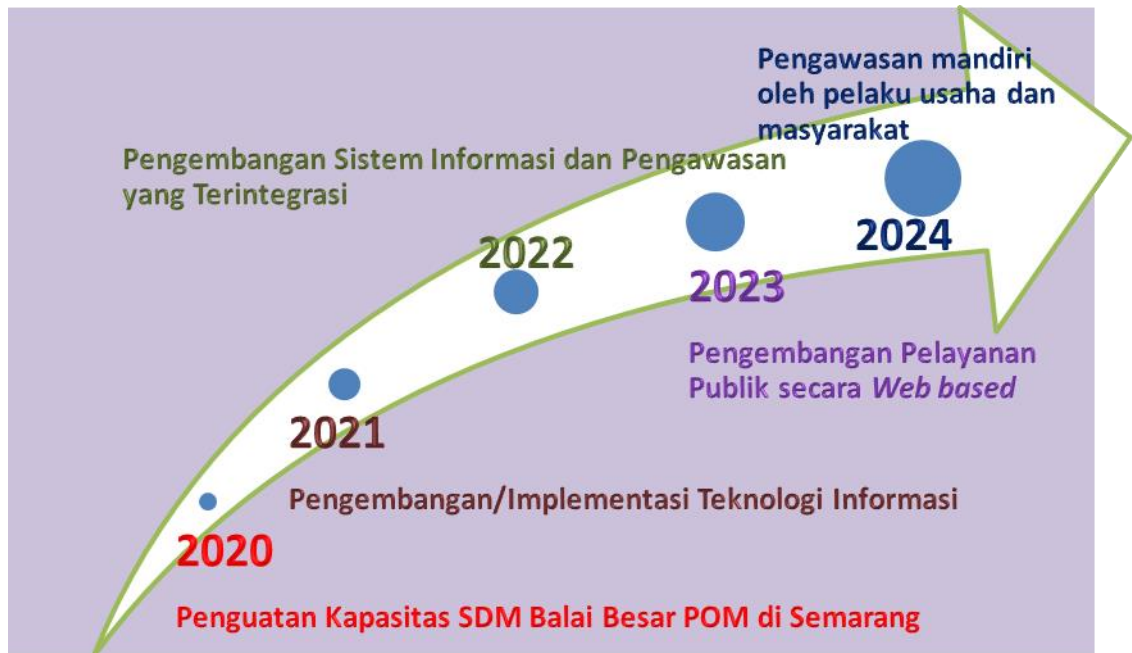 Pengawasan mandiri
oleh pelaku usaha dan
masyarakat
2024
Pengembangan Sistem Informasi dan Pengawasan
yang Terintegrasi
2022
2023
Pengembangan Pelayanan
Publik secara Web based
2021
Pengembangan/Implementasi Teknologi Informasi
2020
Penguatan Kapasitas SDM Balai Besar POM di Semarang